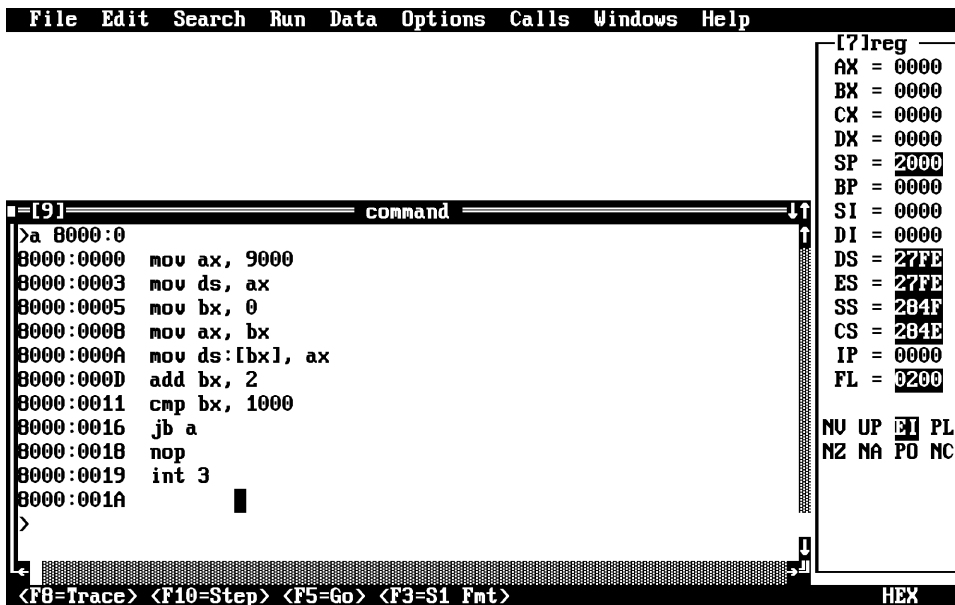 File Edit Search Run Data Options Calls Windows Help
[7]reg
AX = 0000
BX = 0000
CX = 0000
DX = 0000
SP = 2000
BP = 0000
SI = 0000
DI = 0000
DS = 27FE
ES = 27FE
SS = 284F
CS = 284E
IP = 0000
FL = 0200
NV UP EI PL
NZ NA PO NC
[9] command
>a 8000:0
8000:0000 mov ax, 9000
8000:0003 mov ds, ax
8000:0005 mov bx, 0
8000:0008 mov ax, bx
8000:000A mov ds:[bx], ax
8000:000D add bx, 2
8000:0011 cmp bx, 1000
8000:0016 jb a
8000:0018 nop
8000:0019 int 3
8000:001A
>
<F8=Trace> <F10=Step> <F5=Go> <F3=S1 Fmt> HEX